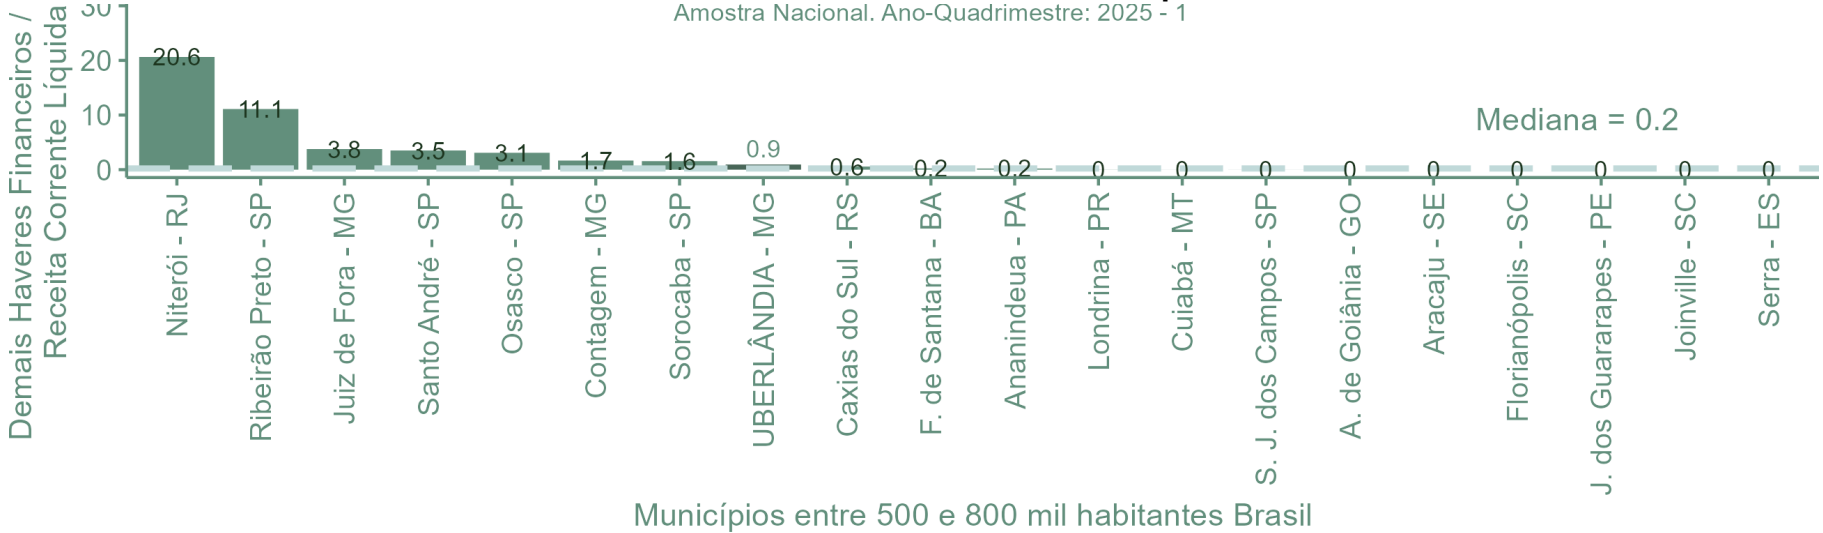 Amostra Nacional. Ano-Quadrimestre: 2025 - 1
Demais Haveres Financeiros /
Receita Corrente Líquida
30
20
10
0
20.6
11.1
3.8
3.5
3.1
1.7
1.6
0.9
0.6
0.2
0.2
0
0
0
0
0
0
0
0
0
Mediana = 0.2
Niterói - RJ
Ribeirão Preto - SP
Juiz de Fora - MG
Santo André - SP
Osasco - SP
Contagem - MG
Sorocaba - SP
UBERLÂNDIA - MG
Caxias do Sul - RS
F. de Santana - BA
Ananindeua - PA
Londrina - PR
Cuiabá - MT
S. J. dos Campos - SP
A. de Goiânia - GO
Aracaju - SE
Florianópolis - SC
J. dos Guararapes - PE
Joinville - SC
Serra - ES
Municípios entre 500 e 800 mil habitantes Brasil